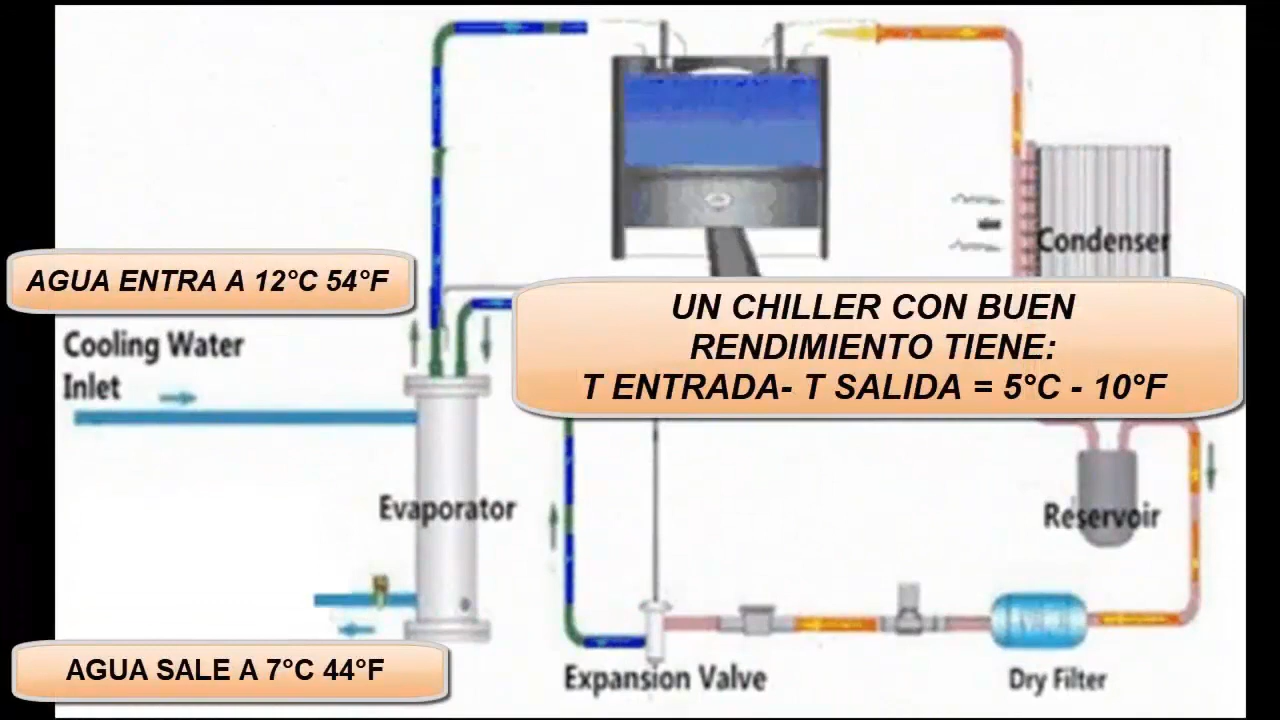 AGUA ENTRA A 12°C 54°F
Cooling Water
Inlet
Condenser
UN CHILLER CON BUEN
RENDIMIENTO TIENE:
T ENTRADA- T SALIDA = 5°C - 10°F
Evaporator
Reservoir
AGUA SALE A 7°C 44°F
Expansion Valve
Dry Filter